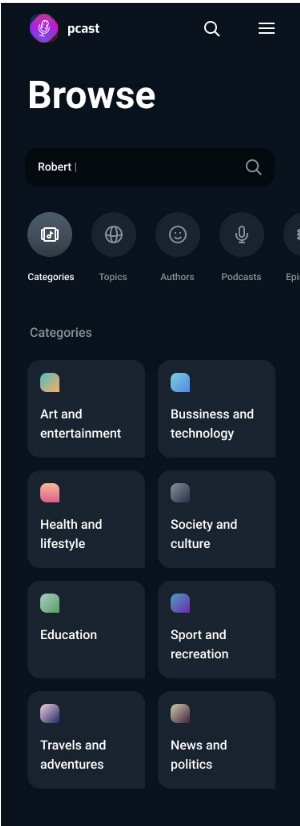 pcast
Browse
Robert
Categories Topics Authors Podcasts Epi
Categories
Art and
entertainment
Bussiness and
technology
Health and
lifestyle
Society and
culture
Education
Sport and
recreation
Travels and
adventures
News and
politics